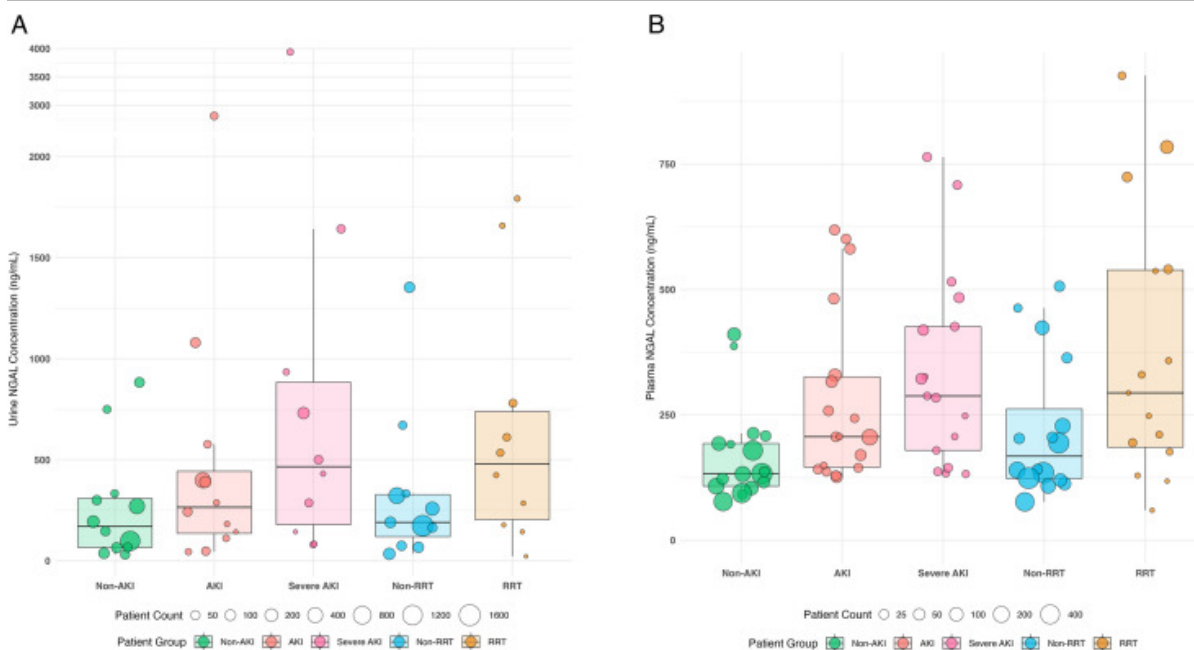 A
Urine NGAL Concentration (ng/mL)
4000
3500
3000
2000
1500
1000
500
0
Non-AKI AKI Severe AKI Non-RRT RRT
Patient Count 50 100 200 400 800 1200 1600
Patient Group Non-AKI AKI Severe AKI Non-RRT RRT
B
Plasma NGAL Concentration (ng/mL)
750
500
250
0
Non-AKI AKI Severe AKI Non-RRT RRT
Patient Count 25 50 100 200 400
Patient Group Non-AKI AKI Severe AKI Non-RRT RRT